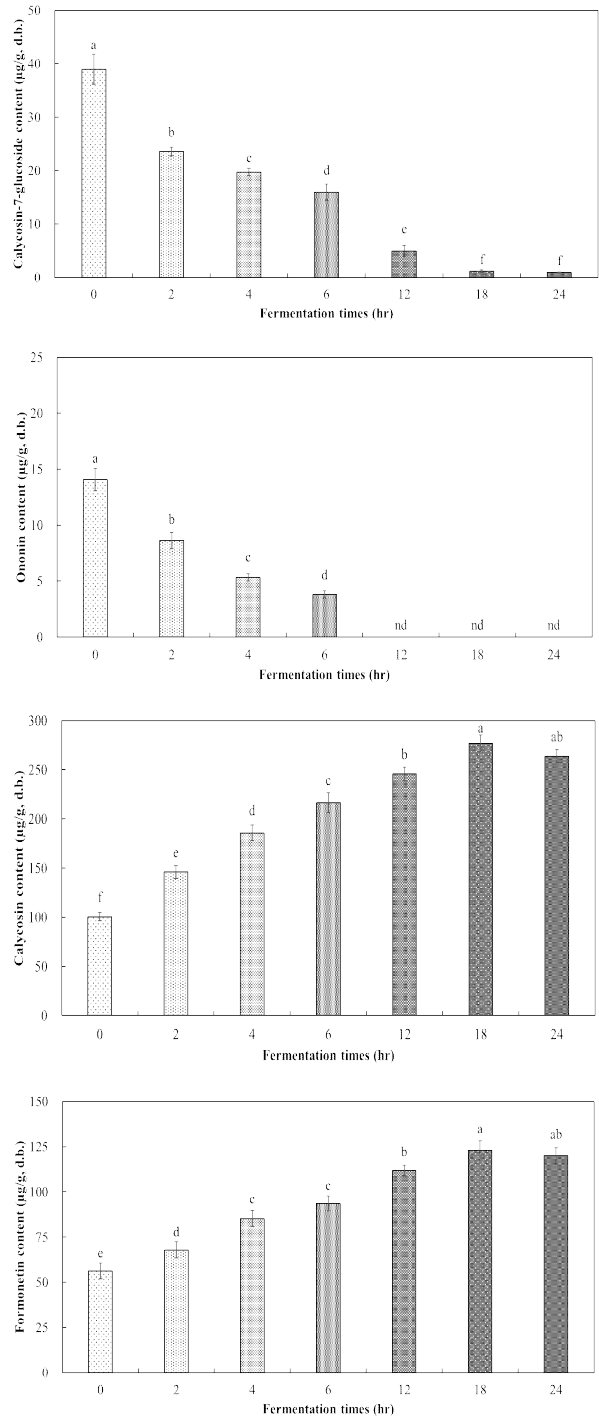 Calycosin-7-glucoside content (µg/g, d.b.)
50
40
30
20
10
0
a
b
c
d
e
f
f
0 2 4 6 12 18 24
Fermentation times (hr)
Ononin content (µg/g, d.b.)
25
20
15
10
5
0
a
b
c
d
nd nd nd
0 2 4 6 12 18 24
Fermentation times (hr)
Calycosin content (µg/g, d.b.)
300
250
200
150
100
50
0
f
e
d
c
b
a
ab
0 2 4 6 12 18 24
Fermentation times (hr)
Formonetin content (µg/g, d.b.)
150
125
100
75
50
25
0
e
d
c
c
b
a
ab
0 2 4 6 12 18 24
Fermentation times (hr)